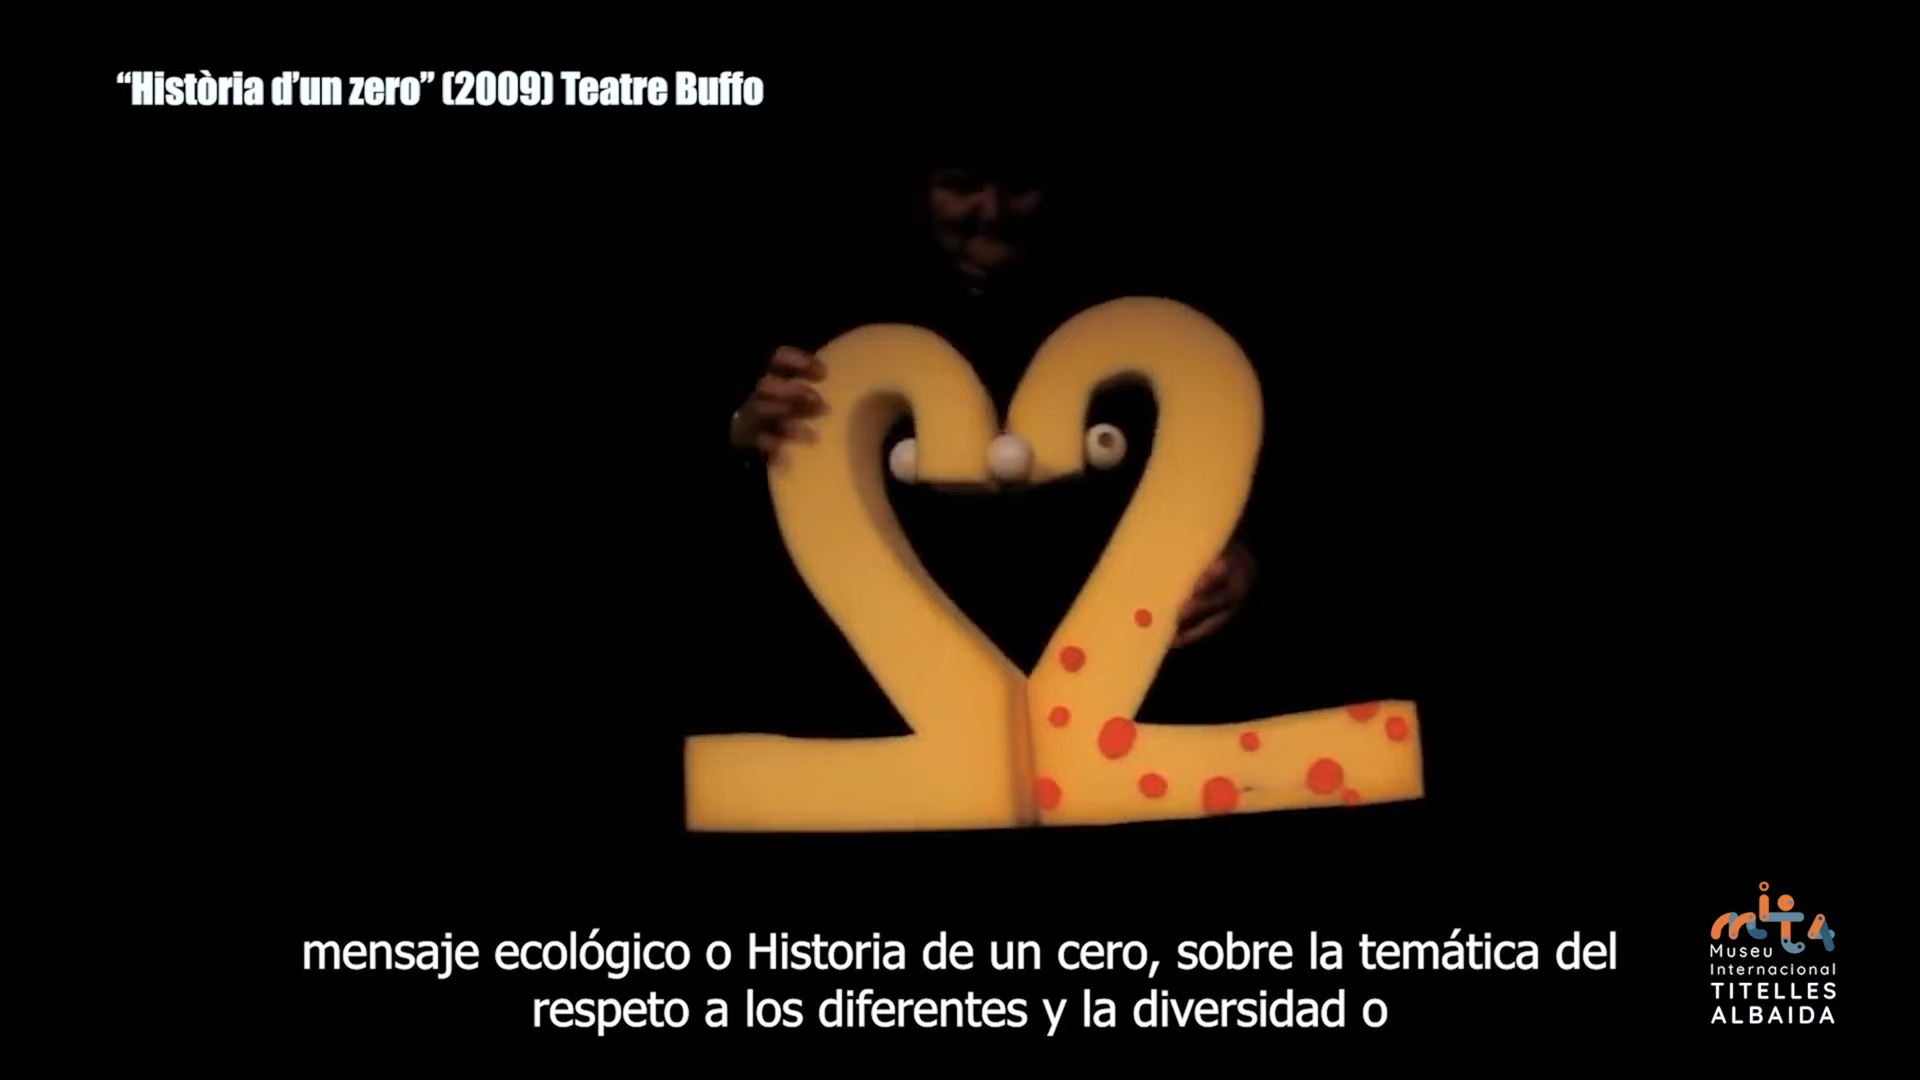 “Història d’un zero” (2009) Teatre Buffo
mensaje ecológico o Historia de un cero, sobre la temática del
respeto a los diferentes y la diversidad o
mita
Museu
Internacional
TITELLES
ALBAIDA